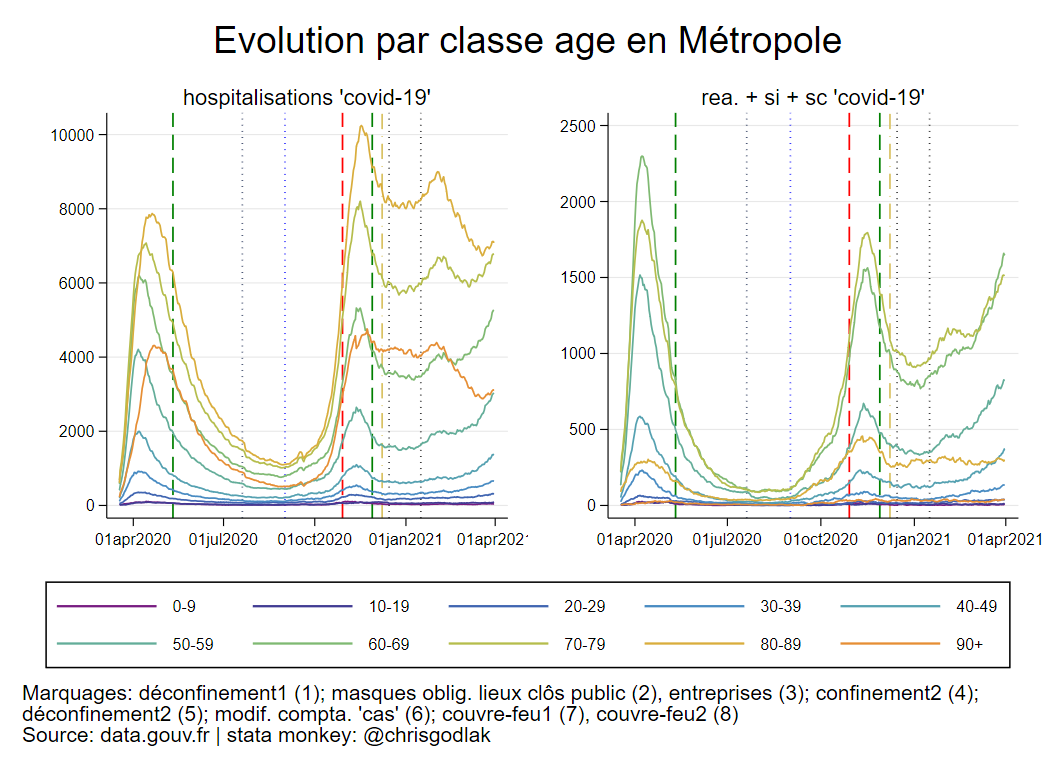 Evolution par classe age en Métropole
hospitalisations 'covid-19'
10000
8000
6000
4000
2000
0
01apr2020 01jul2020 01oct2020 01jan2021 01apr202
rea. + si + sc 'covid-19'
2500
2000
1500
1000
500
0
01apr2020 01jul2020 01oct2020 01jan2021 01apr2021
0-9 10-19 20-29 30-39 40-49
50-59 60-69 70-79 80-89 90+
Marquages: déconfinement1 (1); masques oblig. lieux clôs public (2), entreprises (3); confinement2 (4);
déconfinement2 (5); modif. compta. 'cas' (6); couvre-feu1 (7), couvre-feu2 (8)
Source: data.gouv.fr | stata monkey: @chrisgodlak